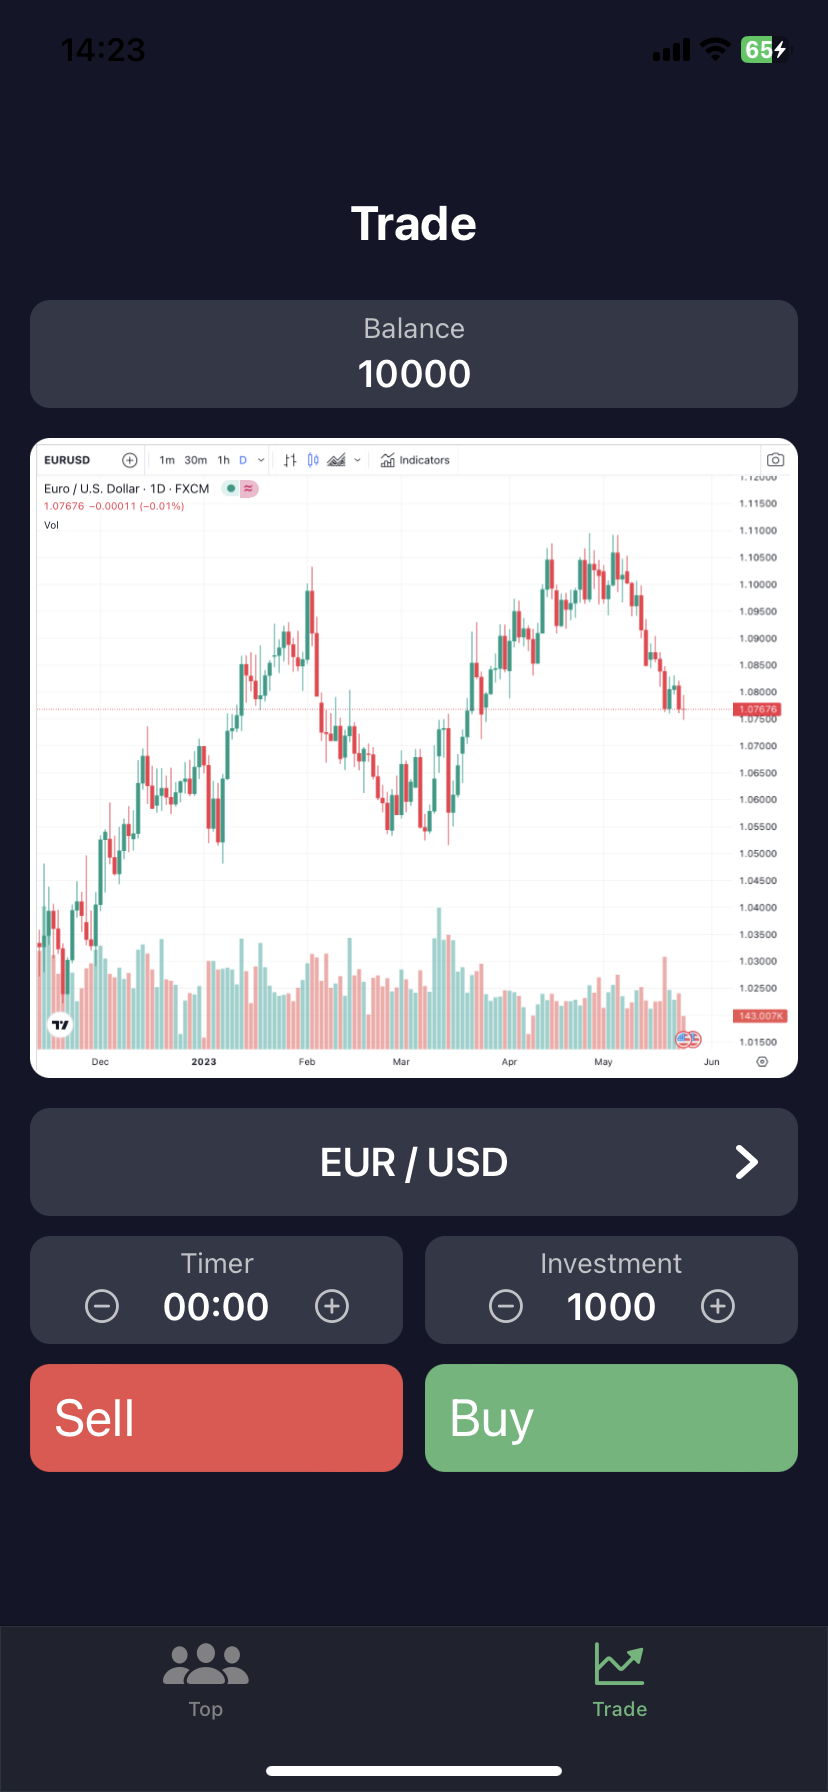 14:23
65
Trade
Balance
10000
EURUSD 1m 30m 1h D Indicators
Euro / U.S. Dollar · 1D · FXCM
1.07676 −0.00011 (−0.01%)
Vol
1.12000
1.11500
1.11000
1.10500
1.10000
1.09500
1.09000
1.08500
1.08000
1.07676
1.07500
1.07000
1.06500
1.06000
1.05500
1.05000
1.04500
1.04000
1.03500
1.03000
1.02500
143.007K
1.01500
Dec 2023 Feb Mar Apr May Jun
EUR / USD
Timer
00:00
Investment
1000
Sell
Buy
Top
Trade